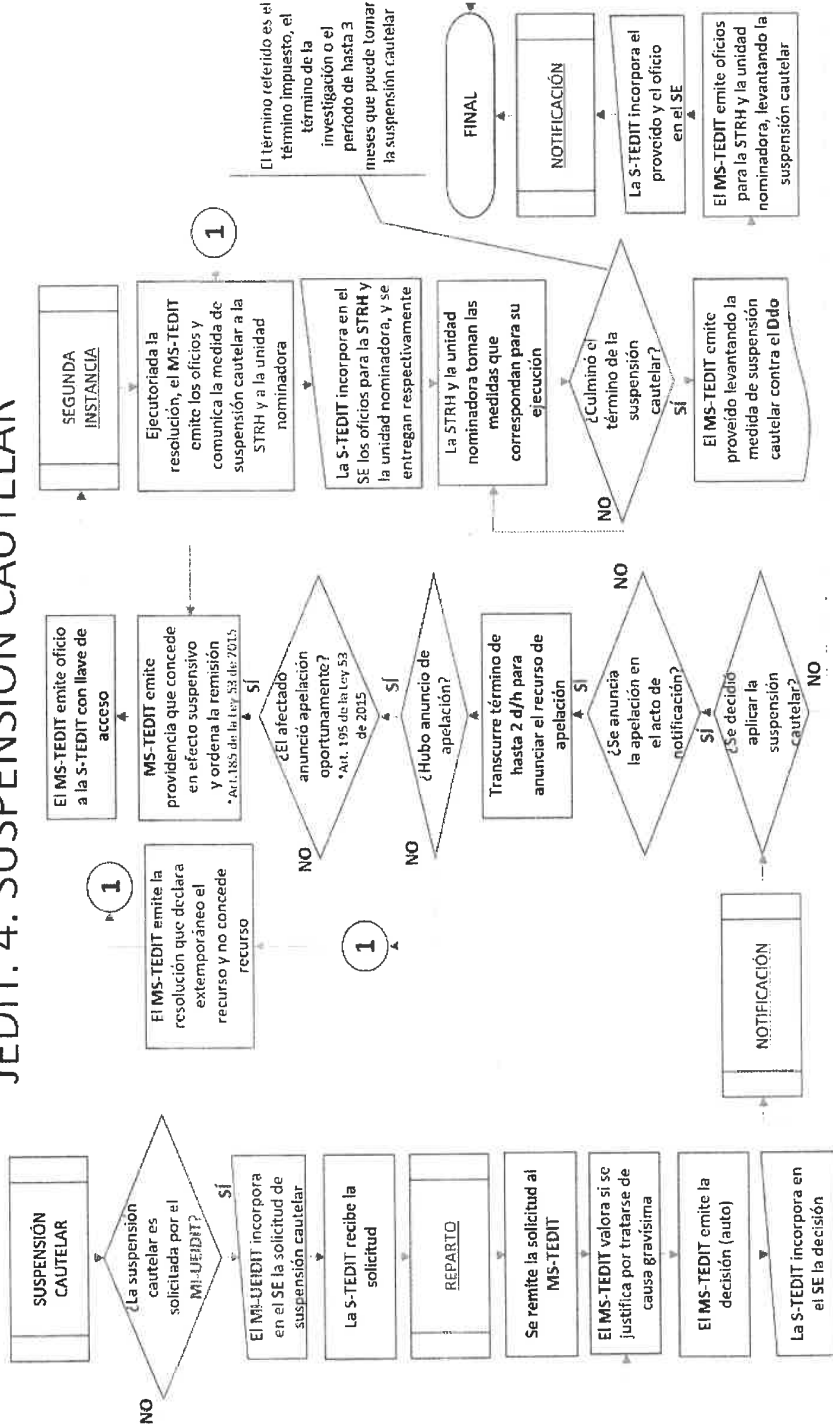 JEDIT. 4. SUSPENSIÓN CAUTELAR
SUSPENSIÓN
CAUTELAR
¿La suspensión
cautelar es
solicitada por el
MI-UEIDIT?
NO
SÍ
El MI-UEIDIT incorpora
en el SE la solicitud de
suspensión cautelar
La S-TEDIT recibe la
solicitud
REPARTO
Se remite la solicitud al
MS-TEDIT
El MS-TEDIT valora si se
justifica por tratarse de
causa gravísima
El MS-TEDIT emite la
decisión (auto)
La S-TEDIT incorpora en
el SE la decisión
NOTIFICACIÓN
¿Se decidió
aplicar la
suspensión
cautelar?
NO
SÍ
¿Se anuncia
la apelación en
el acto de
notificación?
NO
SÍ
Transcurre término de
hasta 2 d/h para
anunciar el recurso de
apelación
¿Hubo anuncio de
apelación?
NO
SÍ
1
¿El afectado
anunció apelación
oportunamente?
*Art. 195 de la Ley 53
de 2015
NO
SÍ
El MS-TEDIT emite la
resolución que declara
extemporáneo el
recurso y no concede
recurso
1
MS-TEDIT emite
providencia que concede
en efecto suspensivo
y ordena la remisión
*Art.185 de la Ley 53 de 2015
El MS-TEDIT emite oficio
a la S-TEDIT con llave de
acceso
SEGUNDA
INSTANCIA
Ejecutoriada la
resolución, el MS-TEDIT
emite los oficios y
comunica la medida de
suspensión cautelar a la
STRH y a la unidad
nominadora
1
La S-TEDIT incorpora en el
SE los oficios para la STRH y
la unidad nominadora, y se
entregan respectivamente
La STRH y la unidad
nominadora toman las
medidas que
correspondan para su
ejecución
¿Culminó el
término de la
suspensión
cautelar?
NO
SÍ
El término referido es el
término impuesto, el
término de la
investigación o el
período de hasta 3
meses que puede tomar
la suspensión cautelar
El MS-TEDIT emite
proveído levantando la
medida de suspensión
cautelar contra el Ddo
El MS-TEDIT emite oficios
para la STRH y la unidad
nominadora, levantando la
suspensión cautelar
La S-TEDIT incorpora el
proveído y el oficio
en el SE
NOTIFICACIÓN
FINAL